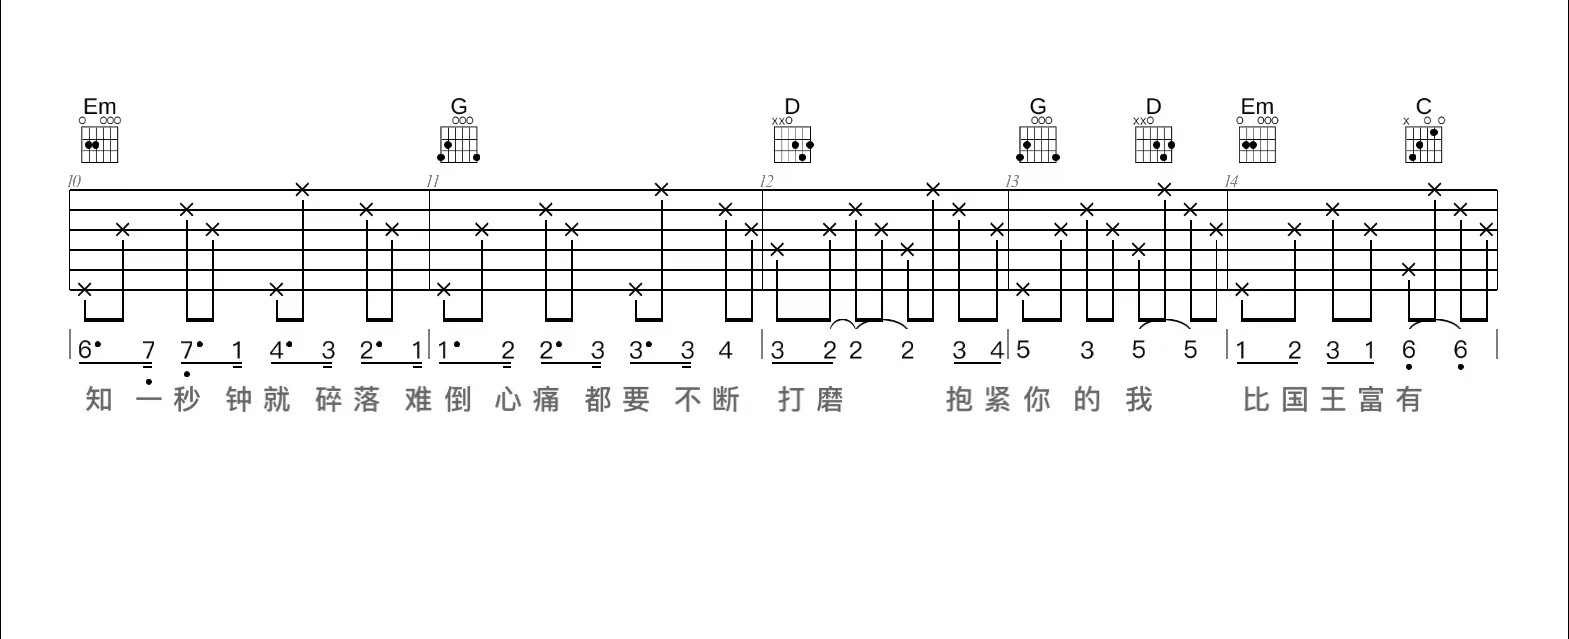 Em G D G D Em C
10 11 12 13 14
6· 7 7· 1 4· 3 2· 1 1· 2 2· 3 3· 3 4 3 2 2 2 3 4 5 3 5 5 1 2 3 1 6 6
知 一 秒 钟 就 碎 落 难 倒 心 痛 都 要 不 断 打 磨 抱 紧 你 的 我 比 国 王 富 有